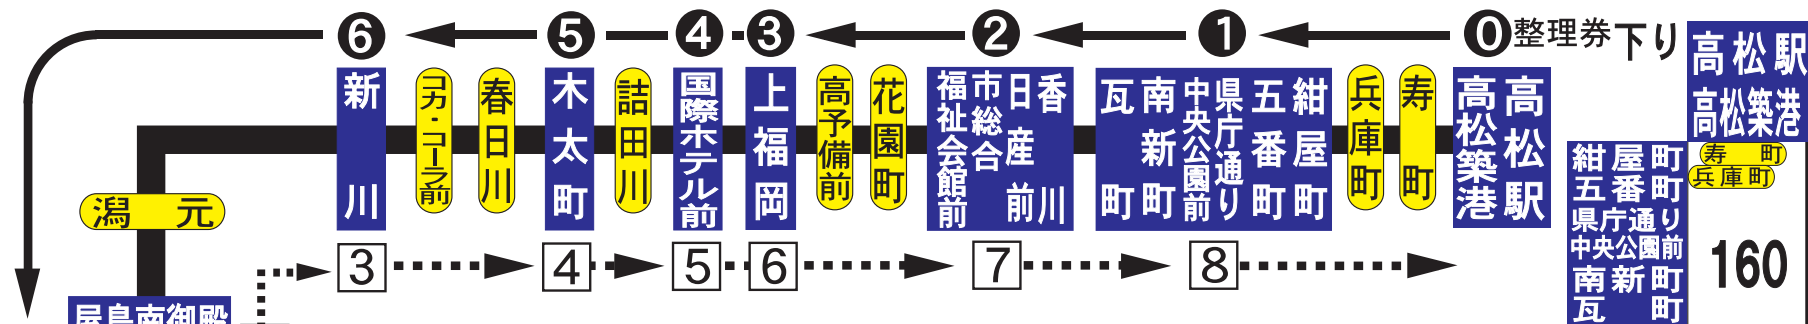 ❻ ❺ ❹ ❸ ❷ ❶ ⓿ 整理券 下り
新川
コカ・コーラ前
春日川
木太町
詰田川
国際ホテル前
上福岡
高予備前
花園町
香川
日産前
市総合
福祉会館前
紺屋町
五番町
県庁通り
中央公園前
南新町
瓦町
兵庫町
寿町
高松駅
高松築港
潟元
屋島南御殿
3 4 5 6 7 8
高松駅
高松築港
寿町
兵庫町
紺屋町
五番町
県庁通り
中央公園前
南新町
瓦町
160